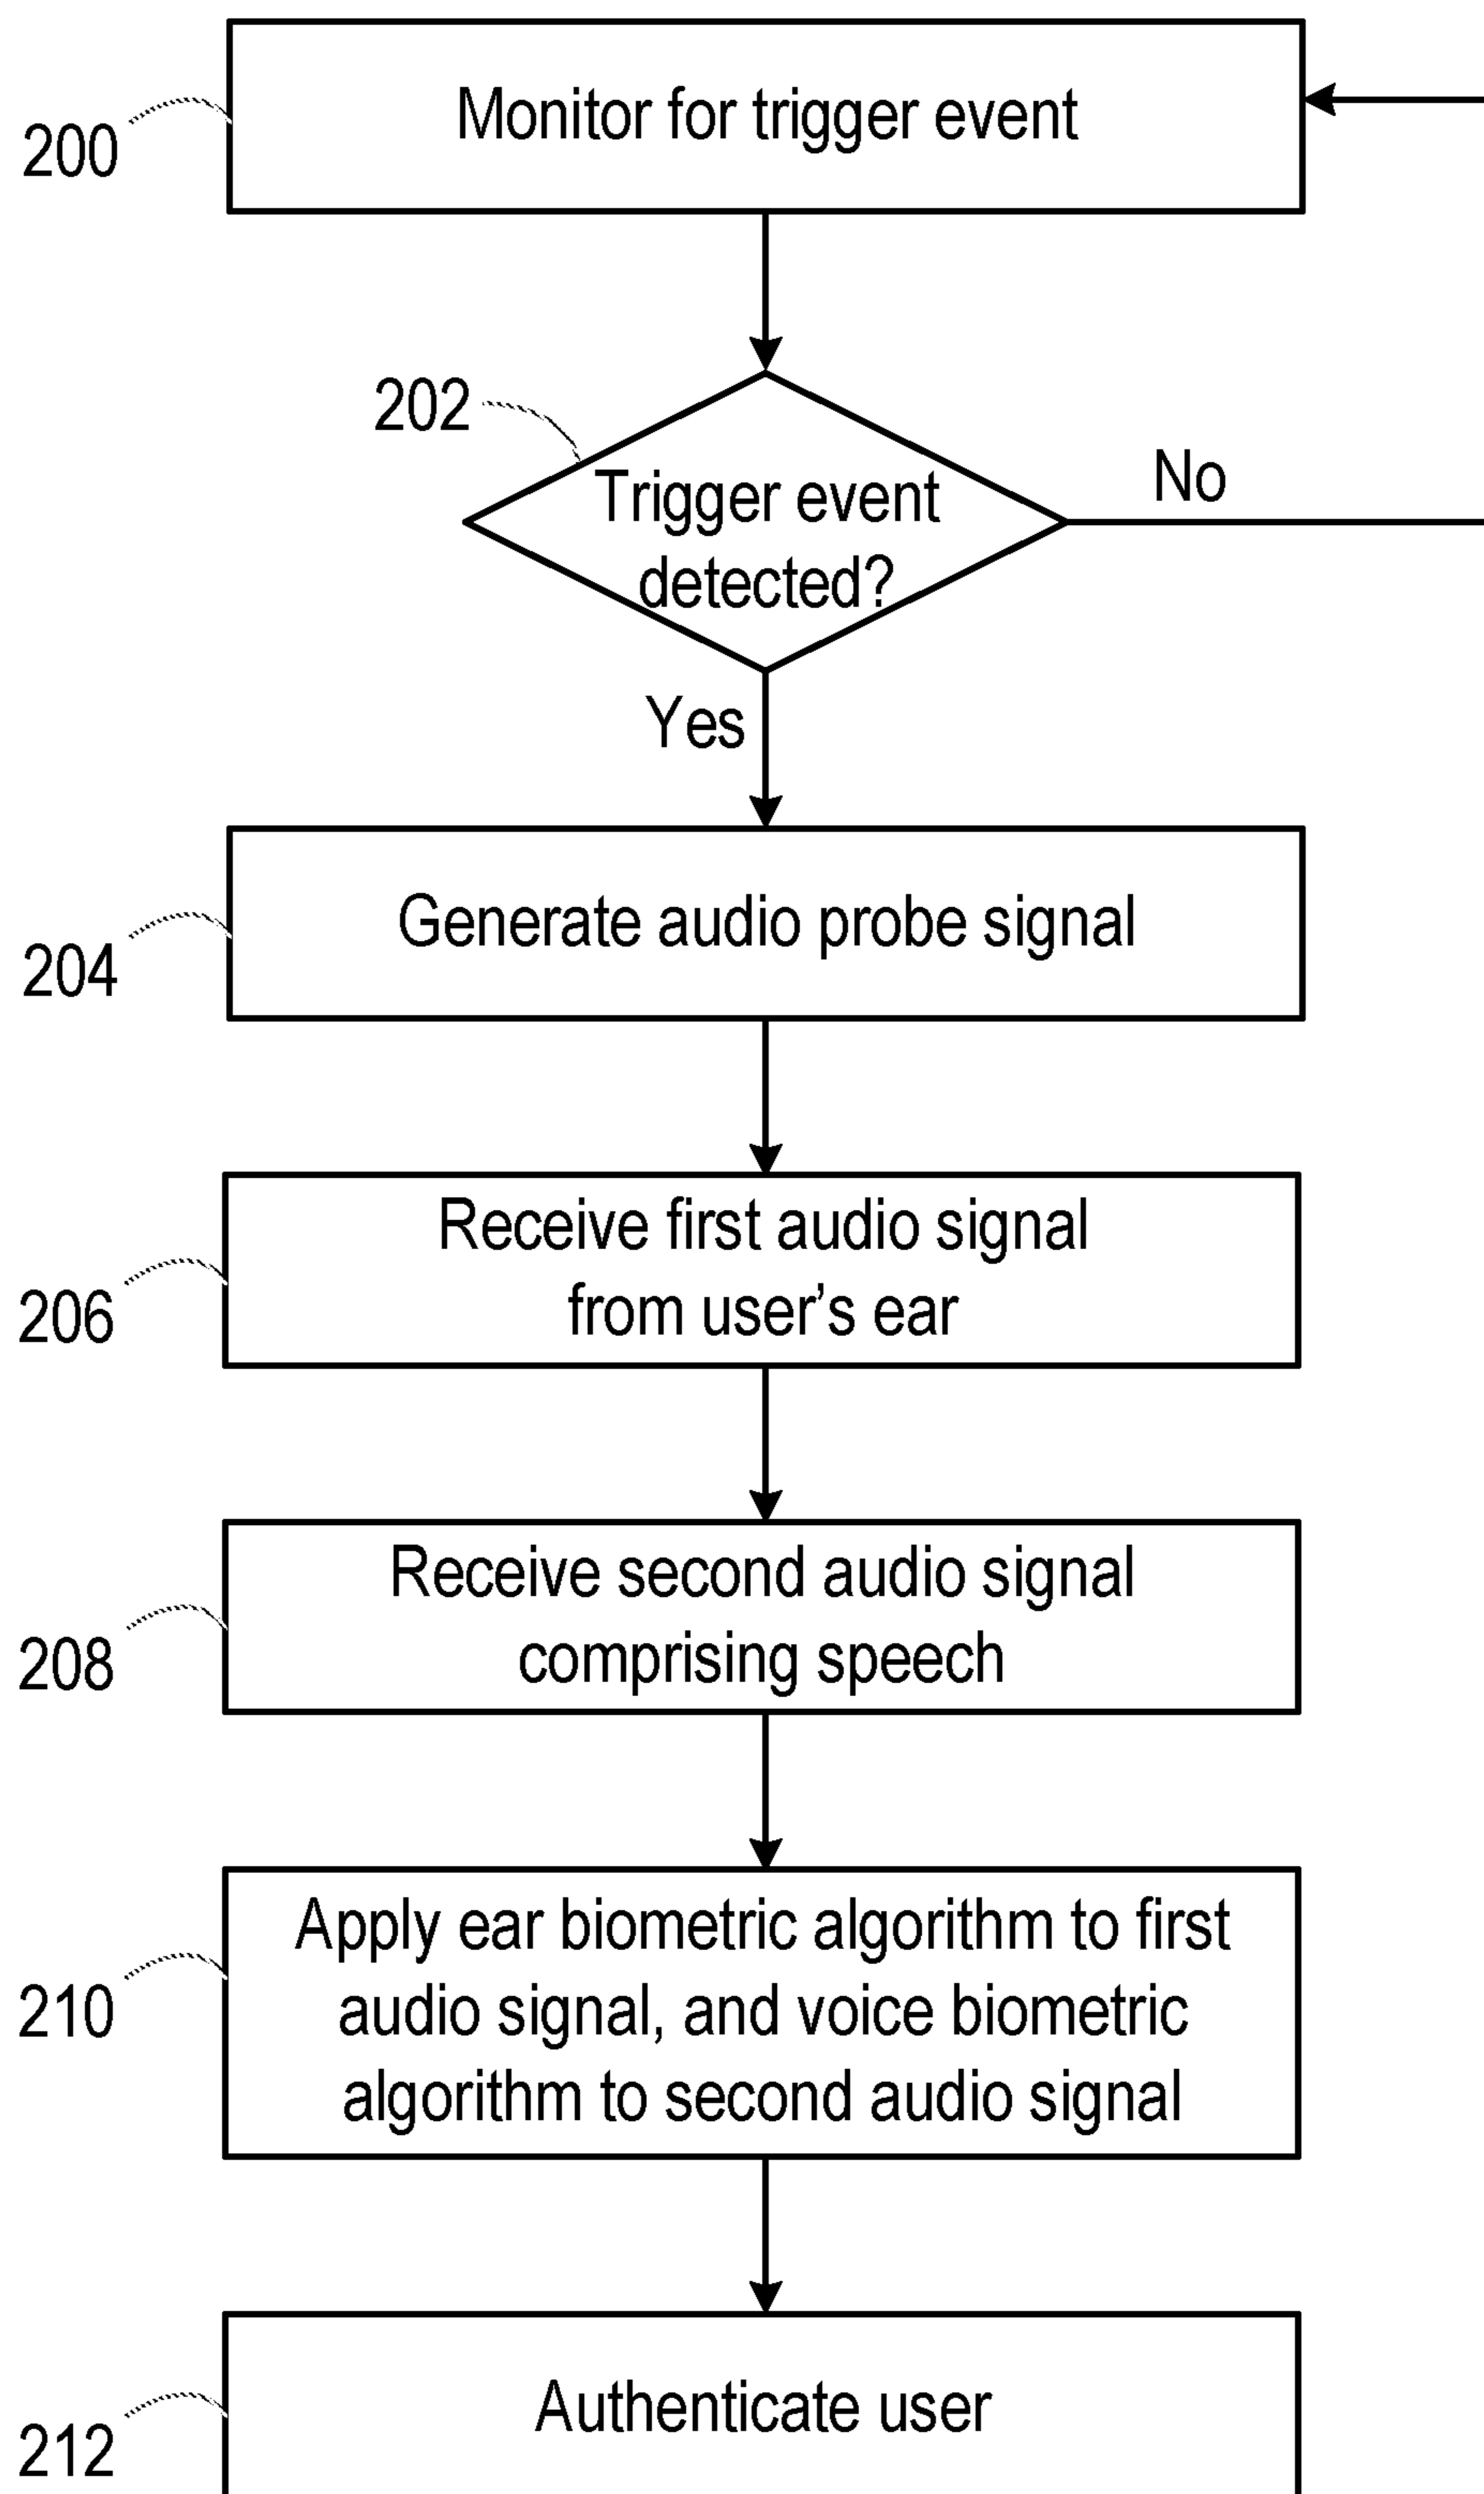 Monitor for trigger event
200
202
Trigger event
detected?
No
Yes
Generate audio probe signal
204
Receive first audio signal
from user’s ear
206
Receive second audio signal
comprising speech
208
Apply ear biometric algorithm to first
audio signal, and voice biometric
algorithm to second audio signal
210
Authenticate user
212